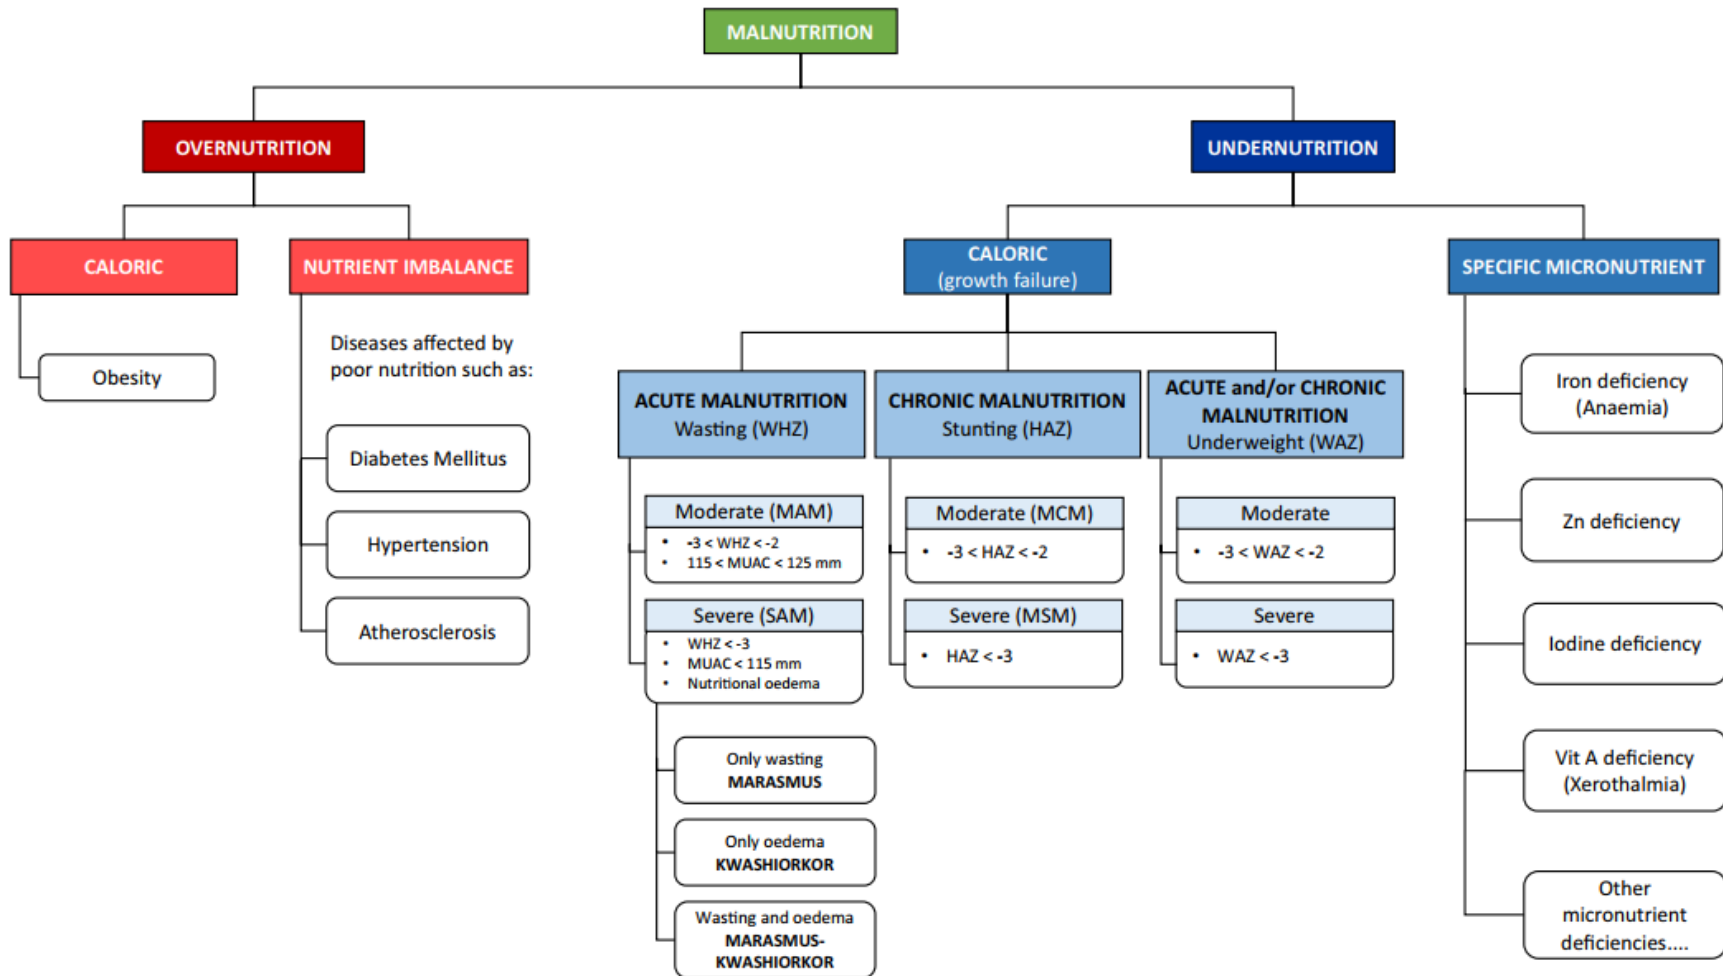 MALNUTRITION
OVERNUTRITION
UNDERNUTRITION
CALORIC
NUTRIENT IMBALANCE
CALORIC
(growth failure)
SPECIFIC MICRONUTRIENT
Obesity
Diseases affected by
poor nutrition such as:
Diabetes Mellitus
Hypertension
Atherosclerosis
ACUTE MALNUTRITION
Wasting (WHZ)
Moderate (MAM)
• -3 < WHZ < -2
• 115 < MUAC < 125 mm
Severe (SAM)
• WHZ < -3
• MUAC < 115 mm
• Nutritional oedema
Only wasting
MARASMUS
Only oedema
KWASHIORKOR
Wasting and oedema
MARASMUS-
KWASHIORKOR
CHRONIC MALNUTRITION
Stunting (HAZ)
Moderate (MCM)
• -3 < HAZ < -2
Severe (MSM)
• HAZ < -3
ACUTE and/or CHRONIC
MALNUTRITION
Underweight (WAZ)
Moderate
• -3 < WAZ < -2
Severe
• WAZ < -3
Iron deficiency
(Anaemia)
Zn deficiency
Iodine deficiency
Vit A deficiency
(Xerothalmia)
Other
micronutrient
deficiencies....